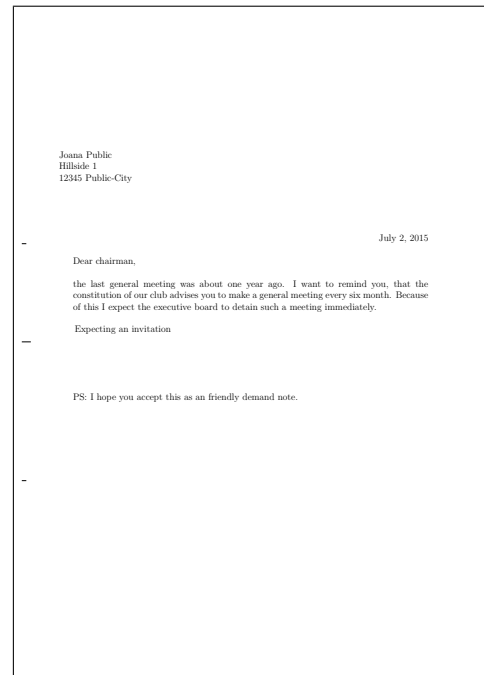 Joana Public
Hillside 1
12345 Public-City
July 2, 2015
Dear chairman,
the last general meeting was about one year ago. I want to remind you, that the
constitution of our club advises you to make a general meeting every six month. Because
of this I expect the executive board to detain such a meeting immediately.
Expecting an invitation
PS: I hope you accept this as an friendly demand note.